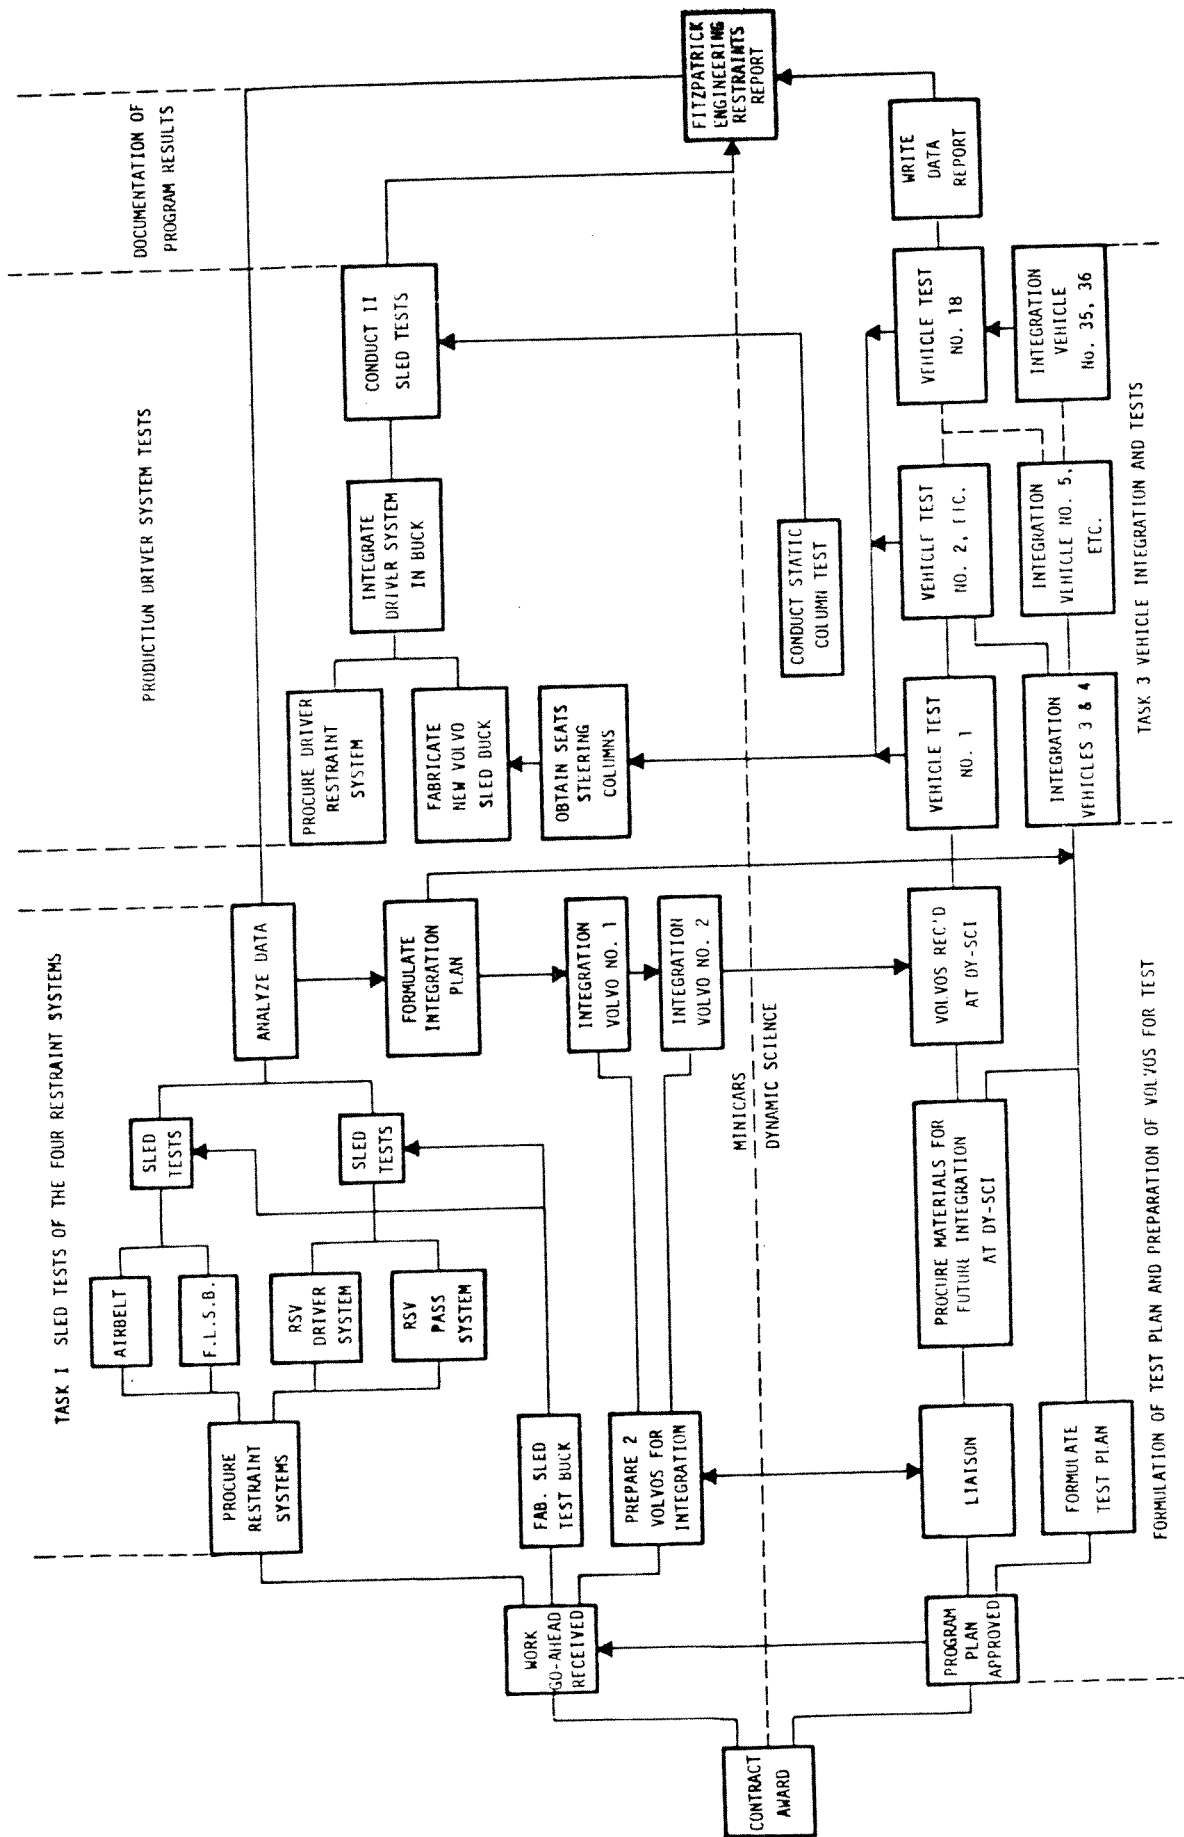 TASK I  SLED TESTS OF THE FOUR RESTRAINT SYSTEMS
PRODUCTION DRIVER SYSTEM TESTS
DOCUMENTATION OF
PROGRAM RESULTS
CONTRACT
AWARD
WORK
GO-AHEAD
RECEIVED
PROGRAM
PLAN
APPROVED
PROCURE
RESTRAINT
SYSTEMS
FAB. SLED
TEST BUCK
PREPARE 2
VOLVOS FOR
INTEGRATION
LIAISON
FORMULATE
TEST PLAN
AIRBELT
F.L.S.B.
RSV
DRIVER
SYSTEM
RSV
PASS
SYSTEM
SLED
TESTS
SLED
TESTS
MINICARS
DYNAMIC SCIENCE
PROCURE MATERIALS FOR
FUTURE INTEGRATION
AT DY-SCI
ANALYZE DATA
FORMULATE
INTEGRATION
PLAN
INTEGRATION
VOLVO NO. 1
INTEGRATION
VOLVO NO. 2
VOLVOS REC'D
AT DY-SCI
PROCURE DRIVER
RESTRAINT
SYSTEM
FABRICATE
NEW VOLVO
SLED BUCK
OBTAIN SEATS
STEERING
COLUMNS
CONDUCT STATIC
COLUMN TEST
VEHICLE TEST
NO. 1
INTEGRATION
VEHICLES 3 & 4
INTEGRATE
DRIVER SYSTEM
IN BUCK
VEHICLE TEST
NO. 2, ETC.
INTEGRATION
VEHICLE NO. 5,
ETC.
CONDUCT II
SLED TESTS
VEHICLE TEST
NO. 18
INTEGRATION
VEHICLE
No. 35, 36
WRITE
DATA
REPORT
FITZPATRICK
ENGINEERING
RESTRAINTS
REPORT
FORMULATION OF TEST PLAN AND PREPARATION OF VOLVOS FOR TEST
TASK 3 VEHICLE INTEGRATION AND TESTS